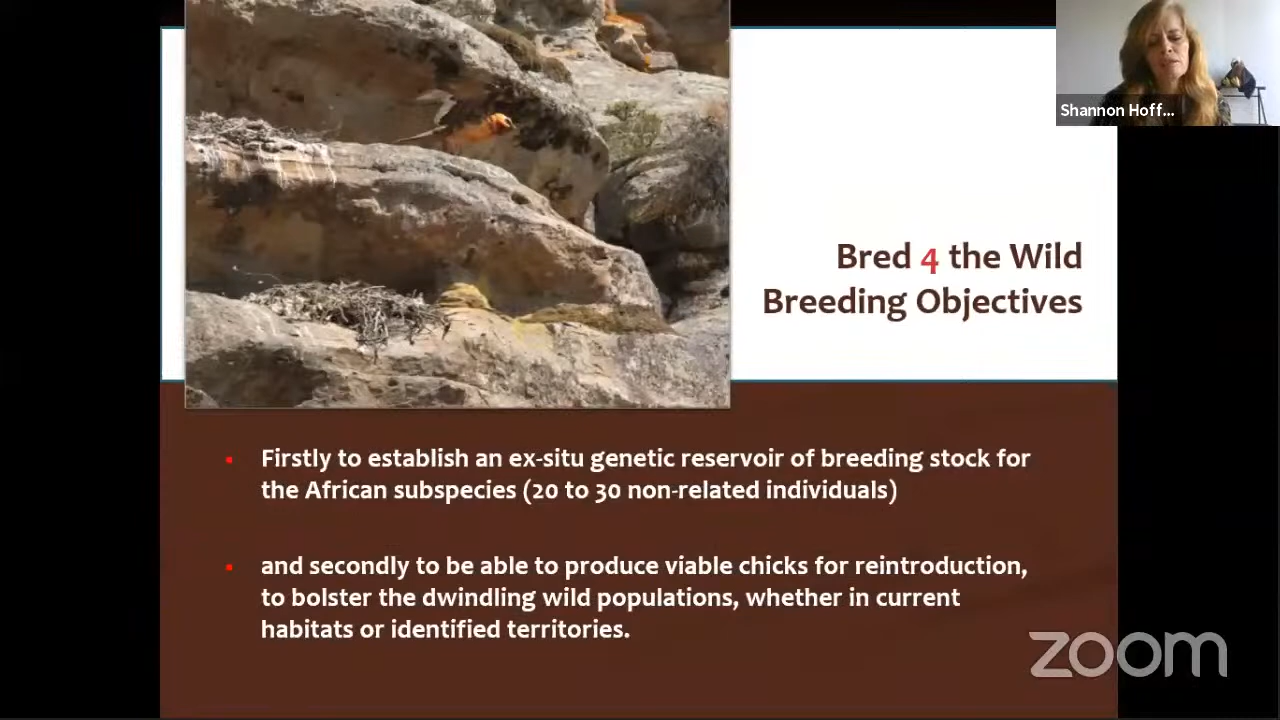 Shannon Hoff...
Bred 4 the Wild
Breeding Objectives
Firstly to establish an ex-situ genetic reservoir of breeding stock for
the African subspecies (20 to 30 non-related individuals)
and secondly to be able to produce viable chicks for reintroduction,
to bolster the dwindling wild populations, whether in current
habitats or identified territories.
zoom